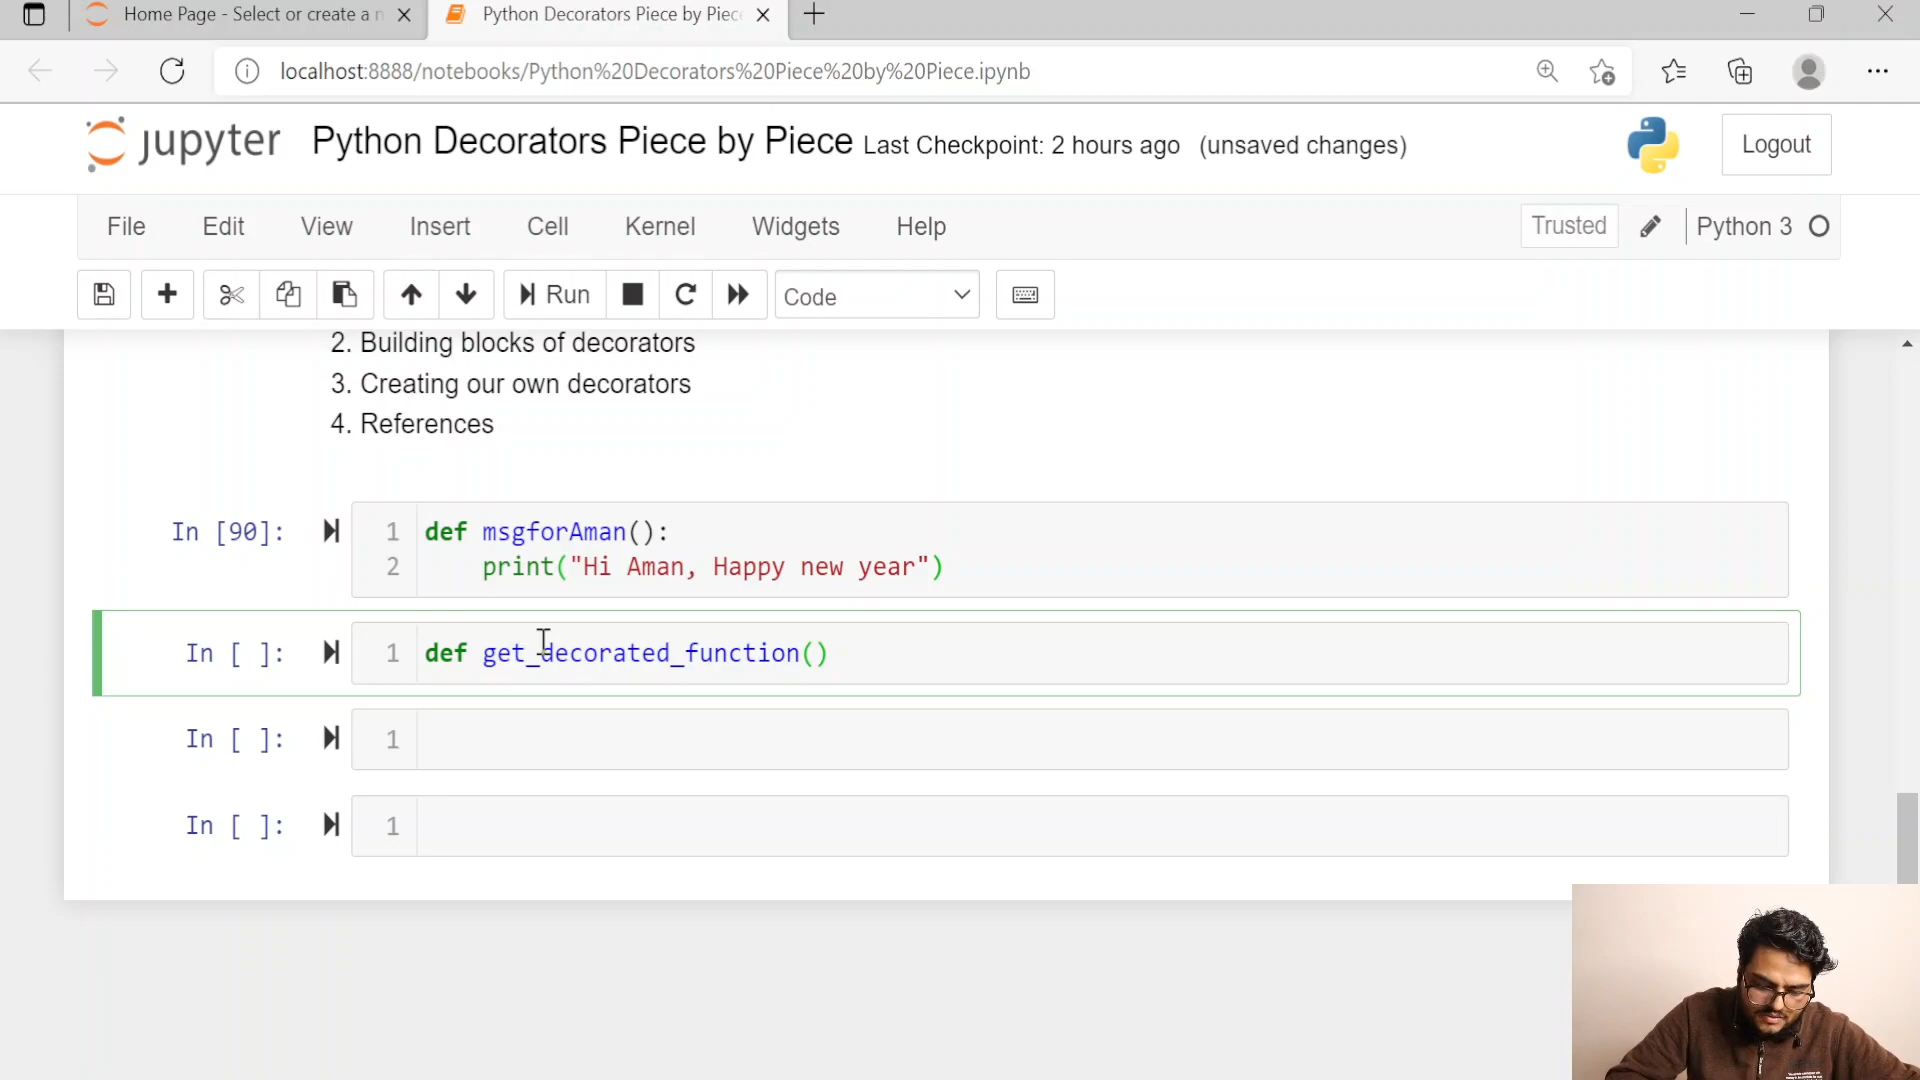 Home Page - Select or create a n
Python Decorators Piece by Piec
localhost:8888/notebooks/Python%20Decorators%20Piece%20by%20Piece.ipynb
jupyter Python Decorators Piece by Piece Last Checkpoint: 2 hours ago (unsaved changes)
Logout
File Edit View Insert Cell Kernel Widgets Help
Trusted Python 3
Run Code
2. Building blocks of decorators
3. Creating our own decorators
4. References
In [90]: 1 def msgforAman():
2 print("Hi Aman, Happy new year")
In [ ]: 1 def get_decorated_function()
In [ ]: 1
In [ ]: 1